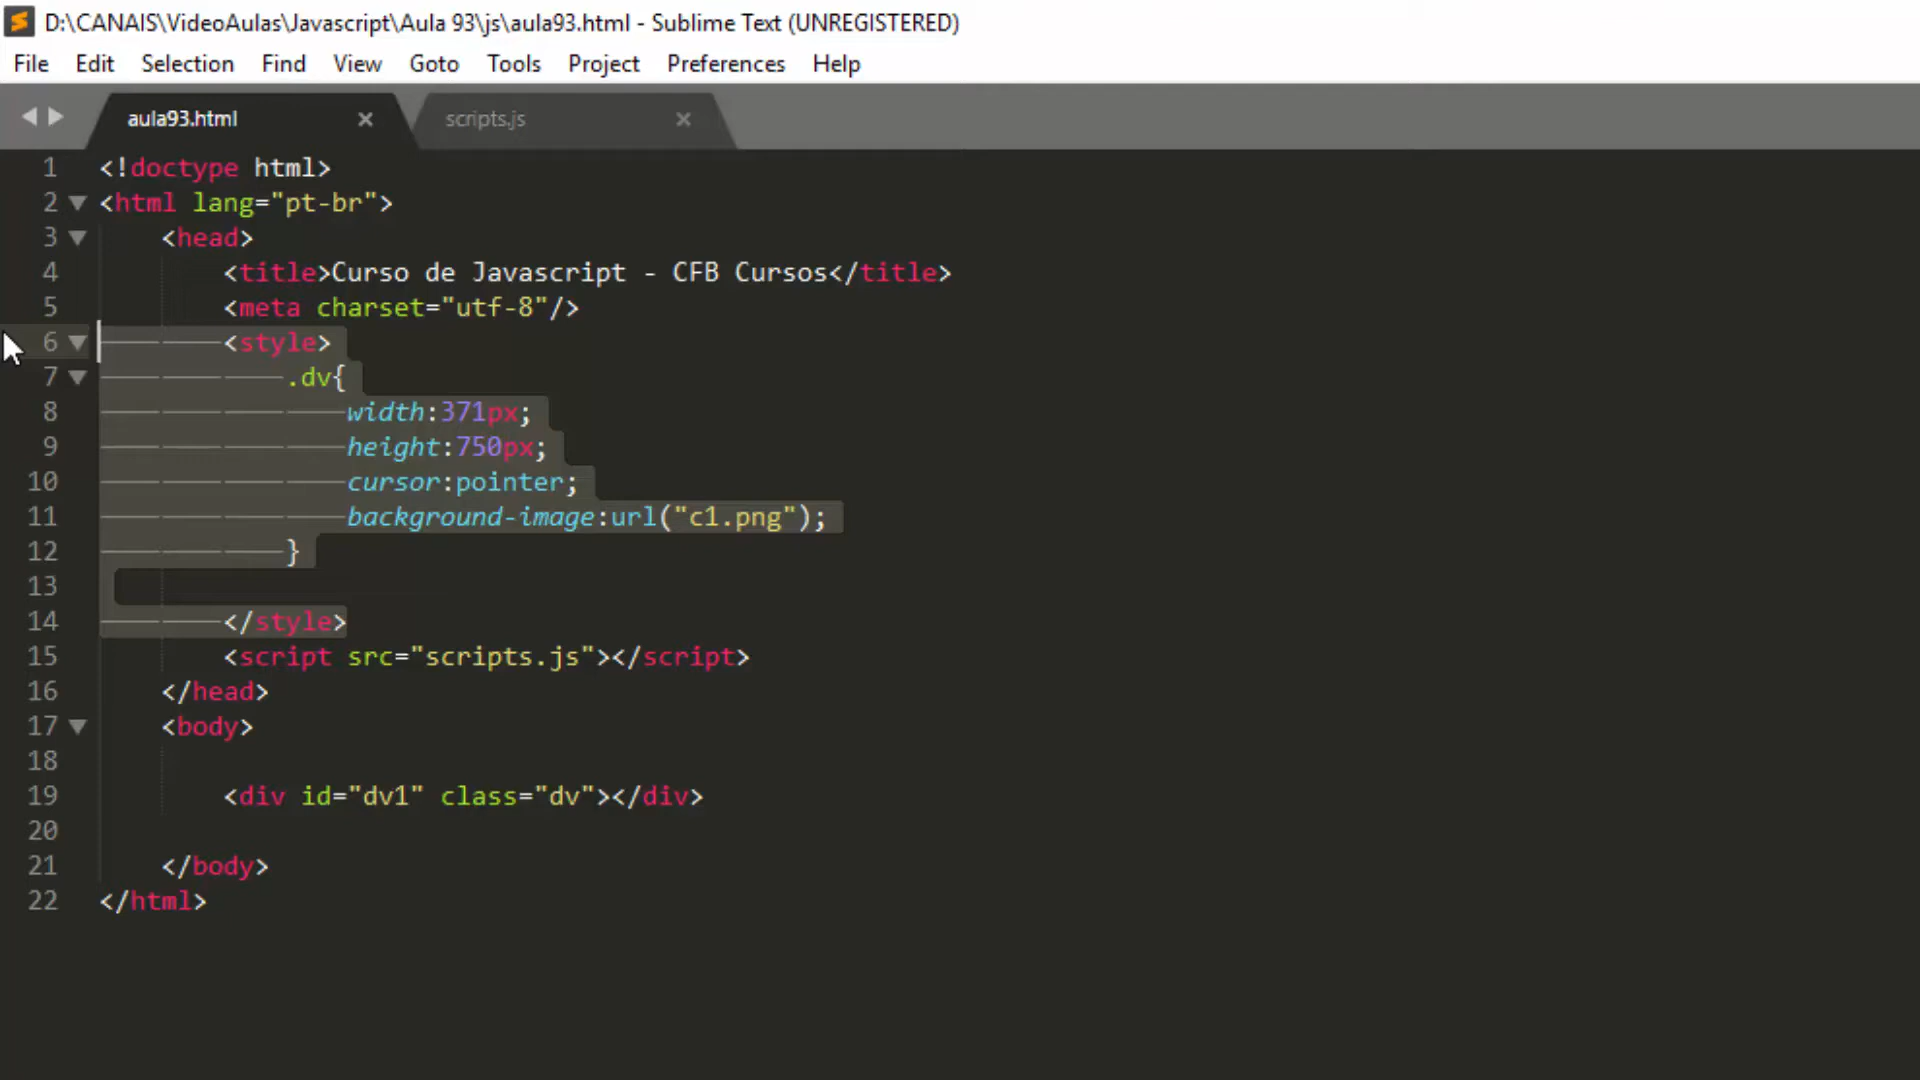 D:\CANAIS\VideoAulas\Javascript\Aula 93\js\aula93.html - Sublime Text (UNREGISTERED)
File Edit Selection Find View Goto Tools Project Preferences Help
aula93.html × scripts.js ×
1 <!doctype html>
2 <html lang="pt-br">
3 <head>
4 <title>Curso de Javascript - CFB Cursos</title>
5 <meta charset="utf-8"/>
6 <style>
7 .dv{
8 width:371px;
9 height:750px;
10 cursor:pointer;
11 background-image:url("c1.png");
12 }
13
14 </style>
15 <script src="scripts.js"></script>
16 </head>
17 <body>
18
19 <div id="dv1" class="dv"></div>
20
21 </body>
22 </html>